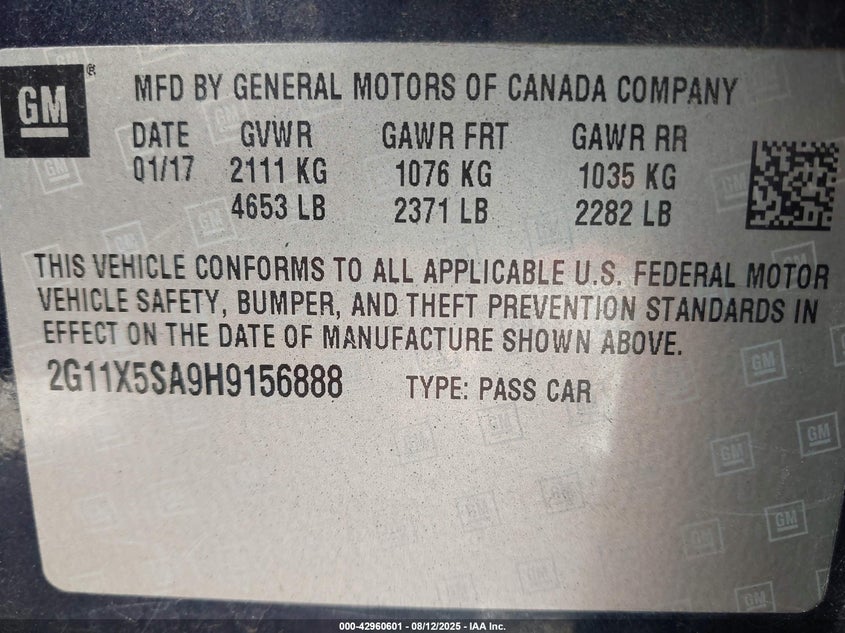 GM ®
MFD BY GENERAL MOTORS OF CANADA COMPANY
DATE GVWR GAWR FRT GAWR RR
01/17 2111 KG 1076 KG 1035 KG
4653 LB 2371 LB 2282 LB
THIS VEHICLE CONFORMS TO ALL APPLICABLE U.S. FEDERAL MOTOR
VEHICLE SAFETY, BUMPER, AND THEFT PREVENTION STANDARDS IN
EFFECT ON THE DATE OF MANUFACTURE SHOWN ABOVE.
2G11X5SA9H9156888 TYPE: PASS CAR
000-42960601 - 08/12/2025 - IAA Inc.